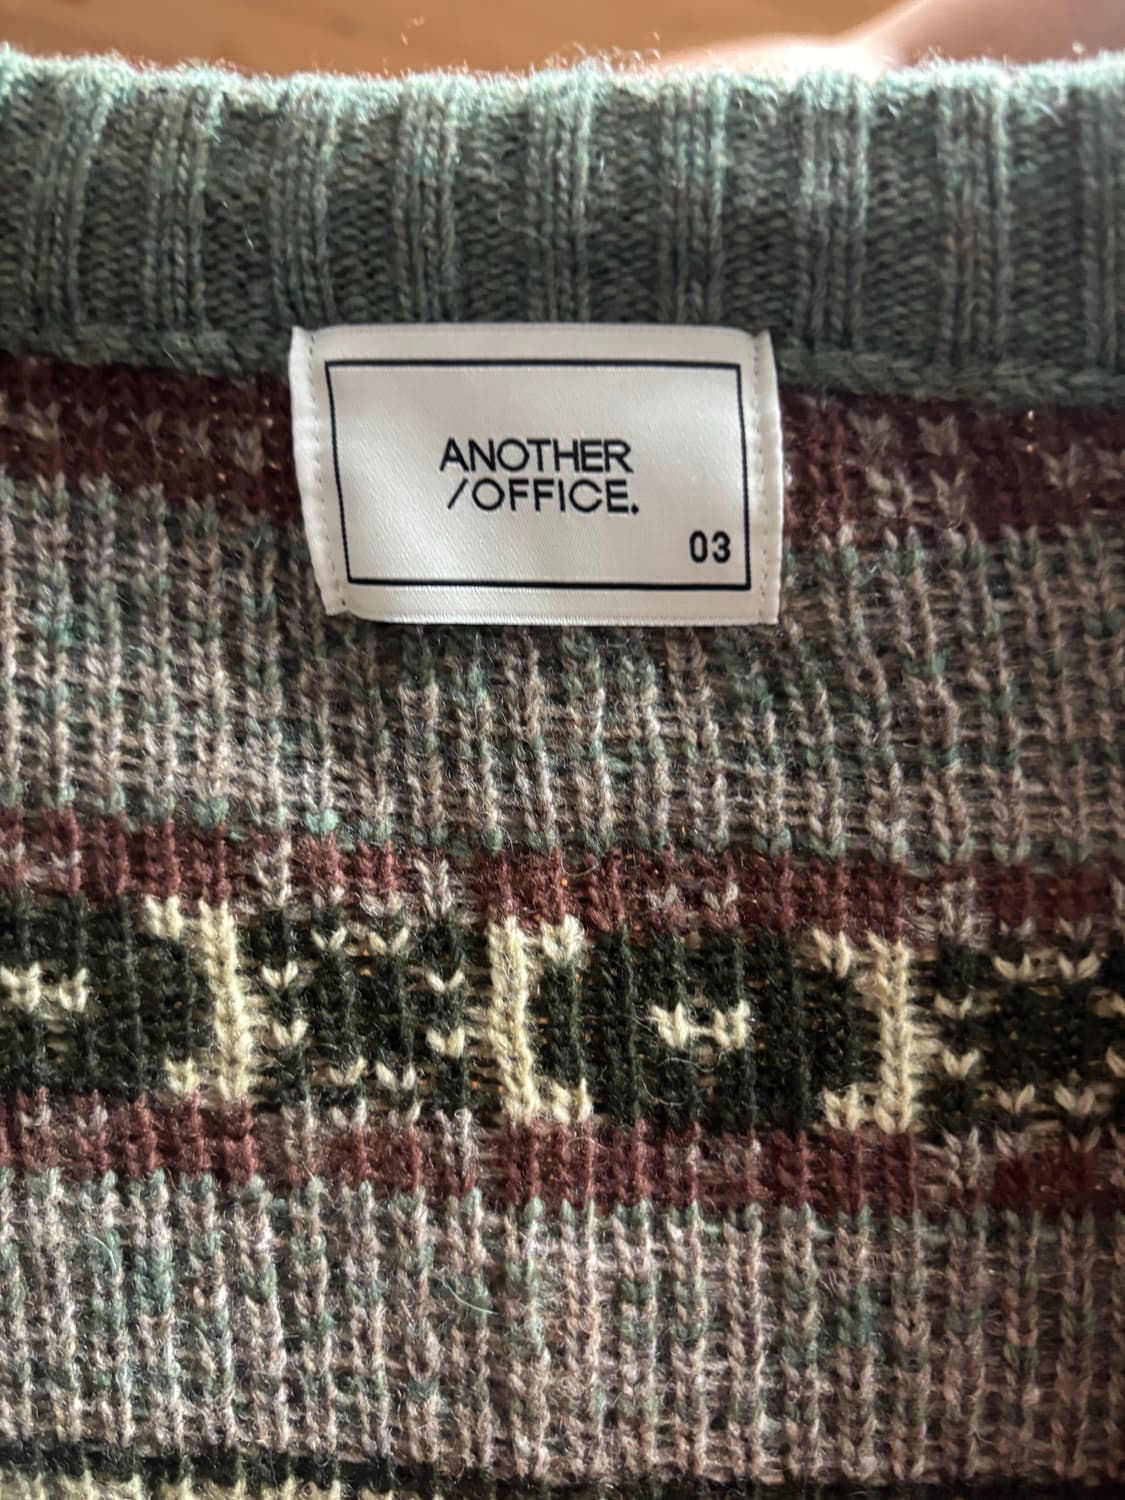 ANOTHER
/OFFICE.
03